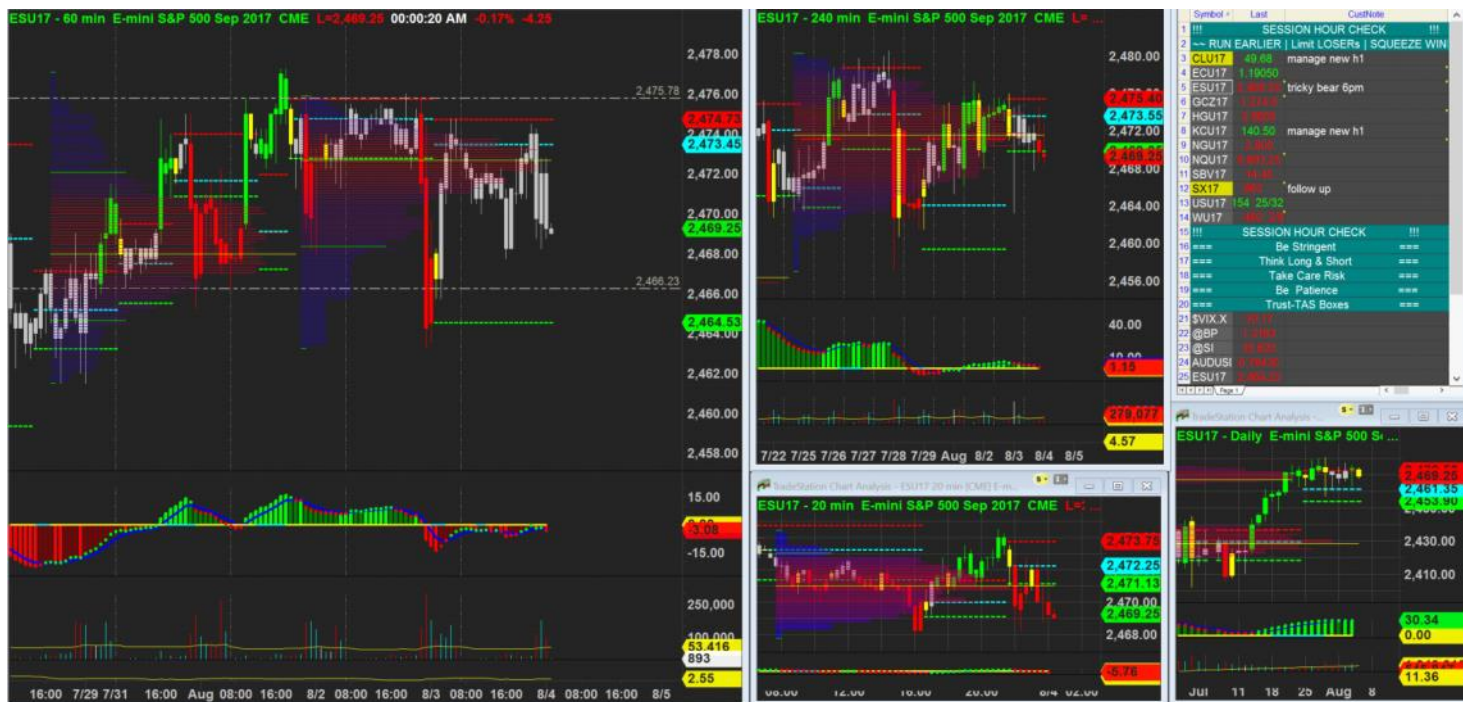 ESU17 - 60 min E-mini S&P 500 Sep 2017 CME L=2,469.25 00:00:20 AM -0.17% -4.25
2,478.00
2,476.00
2,475.78
2,474.73
2,474.00
2,473.45
2,472.00
2,470.00
2,469.25
2,468.00
2,466.23
2,466.00
2,464.53
2,464.00
2,462.00
2,460.00
2,458.00
15.00
-3.08
-15.00
250,000
100,000
53,416
893
2.55
16:00 7/29 7/31 16:00 Aug 08:00 16:00 8/2 08:00 16:00 8/3 08:00 16:00 8/4 08:00 16:00 8/5
ESU17 - 240 min E-mini S&P 500 Sep 2017 CME L= ...
2,480.00
2,475.40
2,473.55
2,472.00
2,469.25
2,468.00
2,464.00
2,460.00
2,456.00
40.00
1.15
279,077
4.57
7/22 7/25 7/26 7/27 7/28 7/29 Aug 8/2 8/3 8/4 8/5
TradeStation Chart Analysis - ESU17 20 min [CME] E-m...
ESU17 - 20 min E-mini S&P 500 Sep 2017 CME L=: ...
2,473.75
2,472.25
2,471.13
2,470.00
2,469.25
2,468.00
-5.76
08:00 12:00 16:00 20:00 8/4 02:00
Symbol Last CustNote
1 !!! SESSION HOUR CHECK !!!
2 ~~ RUN EARLIER | Limit LOSERs | SQUEEZE WIN
3 CLU17 49.68 manage new h1
4 ECU17 1.19050
5 ESU17 tricky bear 6pm
6 GCZ17
7 HGU17
8 KCU17 140.50 manage new h1
9 NGU17
10 NQU17
11 SBV17
12 SX17 follow up
13 USU17 154 25/32
14 WU17
15 !!! SESSION HOUR CHECK !!!
16 === Be Stringent ===
17 === Think Long & Short ===
18 === Take Care Risk ===
19 === Be Patience ===
20 === Trust-TAS Boxes ===
21 $VIX.X
22 @BP
23 @SI
24 AUDUSI
25 ESU17
Page 1
TradeStation Chart Analysis - ...
ESU17 - Daily E-mini S&P 500 S ...
2,469.25
2,461.35
2,453.90
2,430.00
2,410.00
30.34
0.00
11.36
Jul 11 18 25 Aug 8